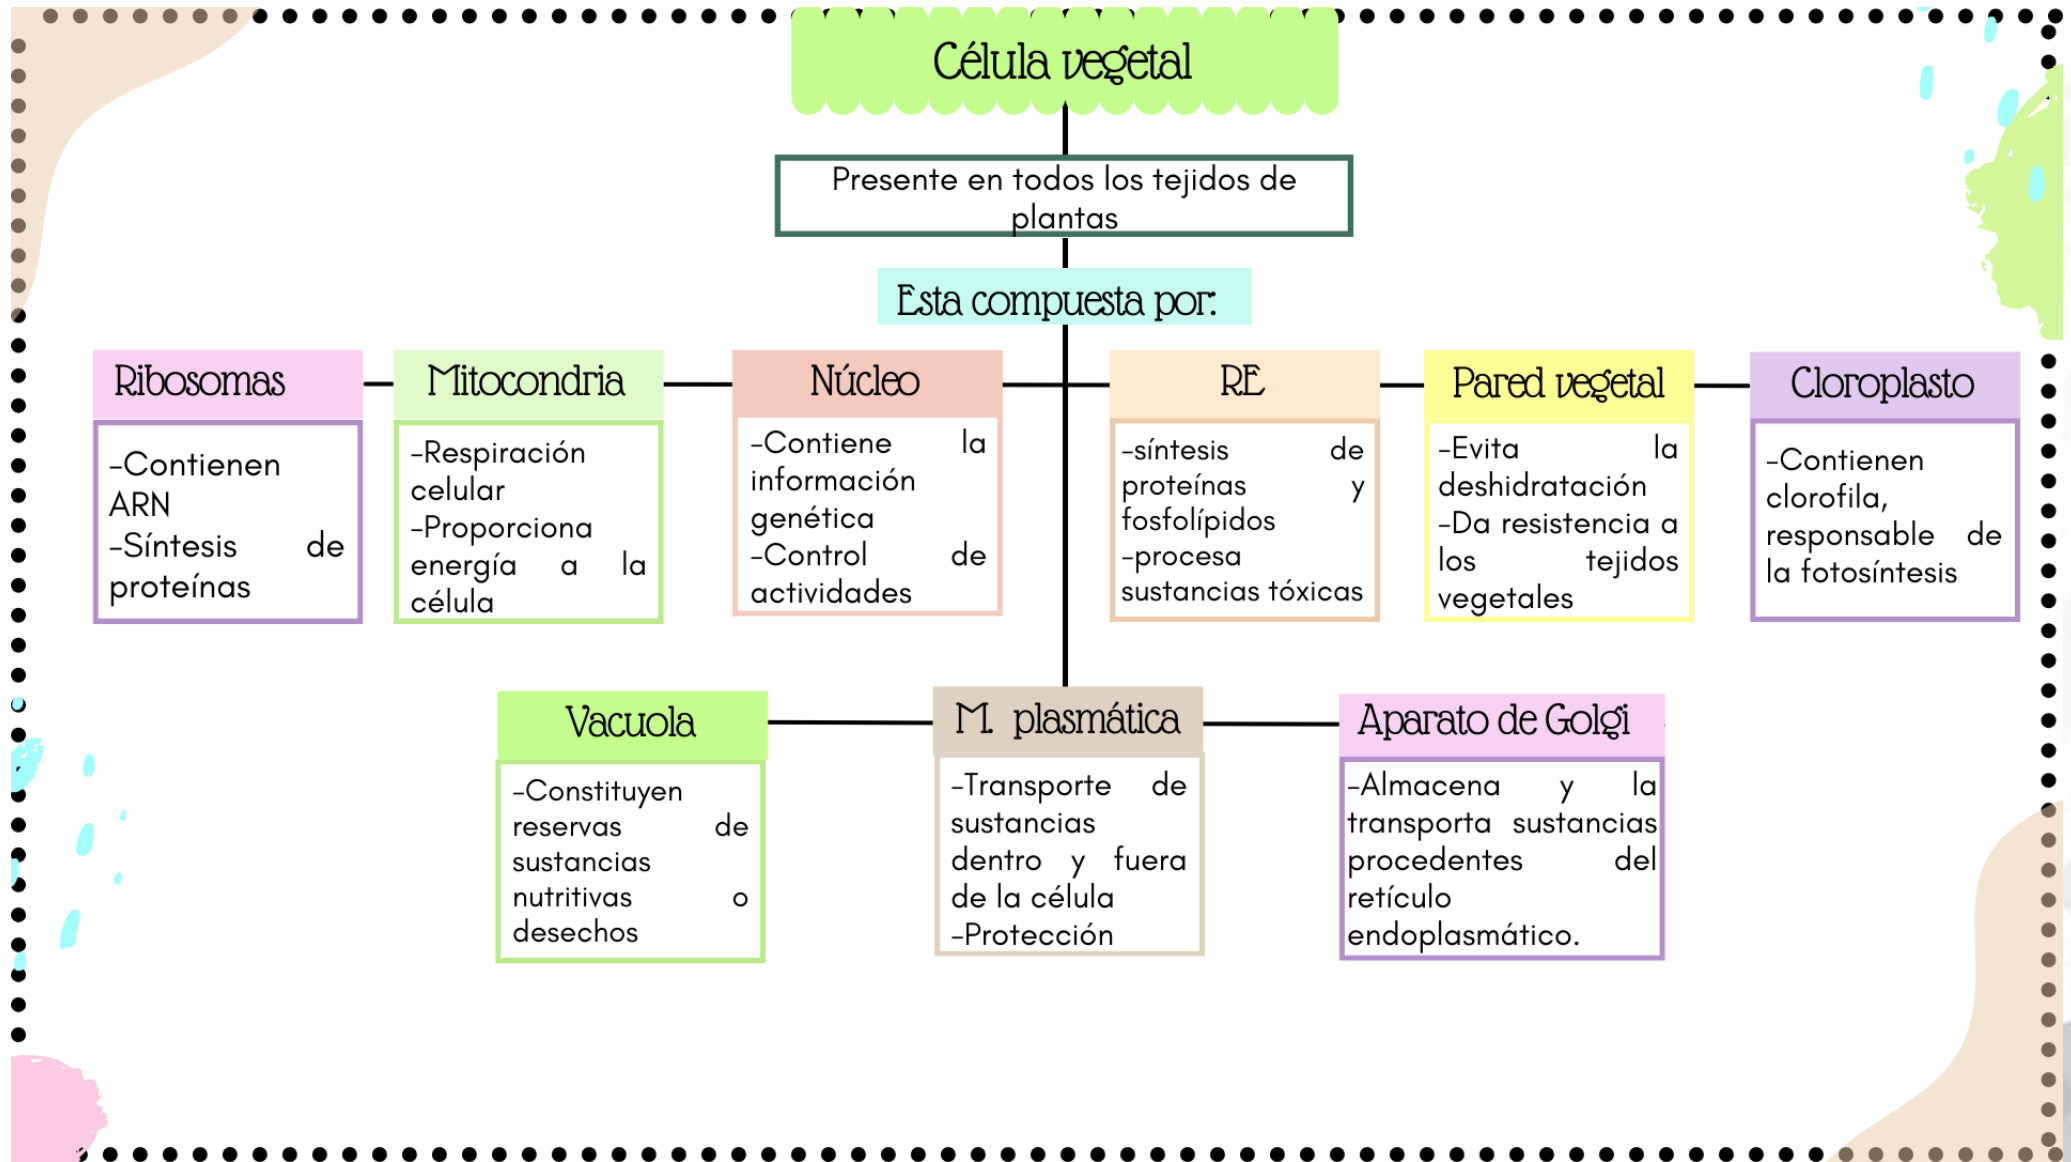 Célula vegetal
Presente en todos los tejidos de
plantas
Esta compuesta por:
Ribosomas
-Contienen
ARN
-Síntesis de
proteínas
Mitocondria
-Respiración
celular
-Proporciona
energía a la
célula
Núcleo
-Contiene la
información
genética
-Control de
actividades
RE
-síntesis de
proteínas y
fosfolípidos
-procesa
sustancias tóxicas
Pared vegetal
-Evita la
deshidratación
-Da resistencia a
los tejidos
vegetales
Cloroplasto
-Contienen
clorofila,
responsable de
la fotosíntesis
Vacuola
-Constituyen
reservas de
sustancias
nutritivas o
desechos
M. plasmática
-Transporte de
sustancias
dentro y fuera
de la célula
-Protección
Aparato de Golgi
-Almacena y la
transporta sustancias
procedentes del
retículo
endoplasmático.